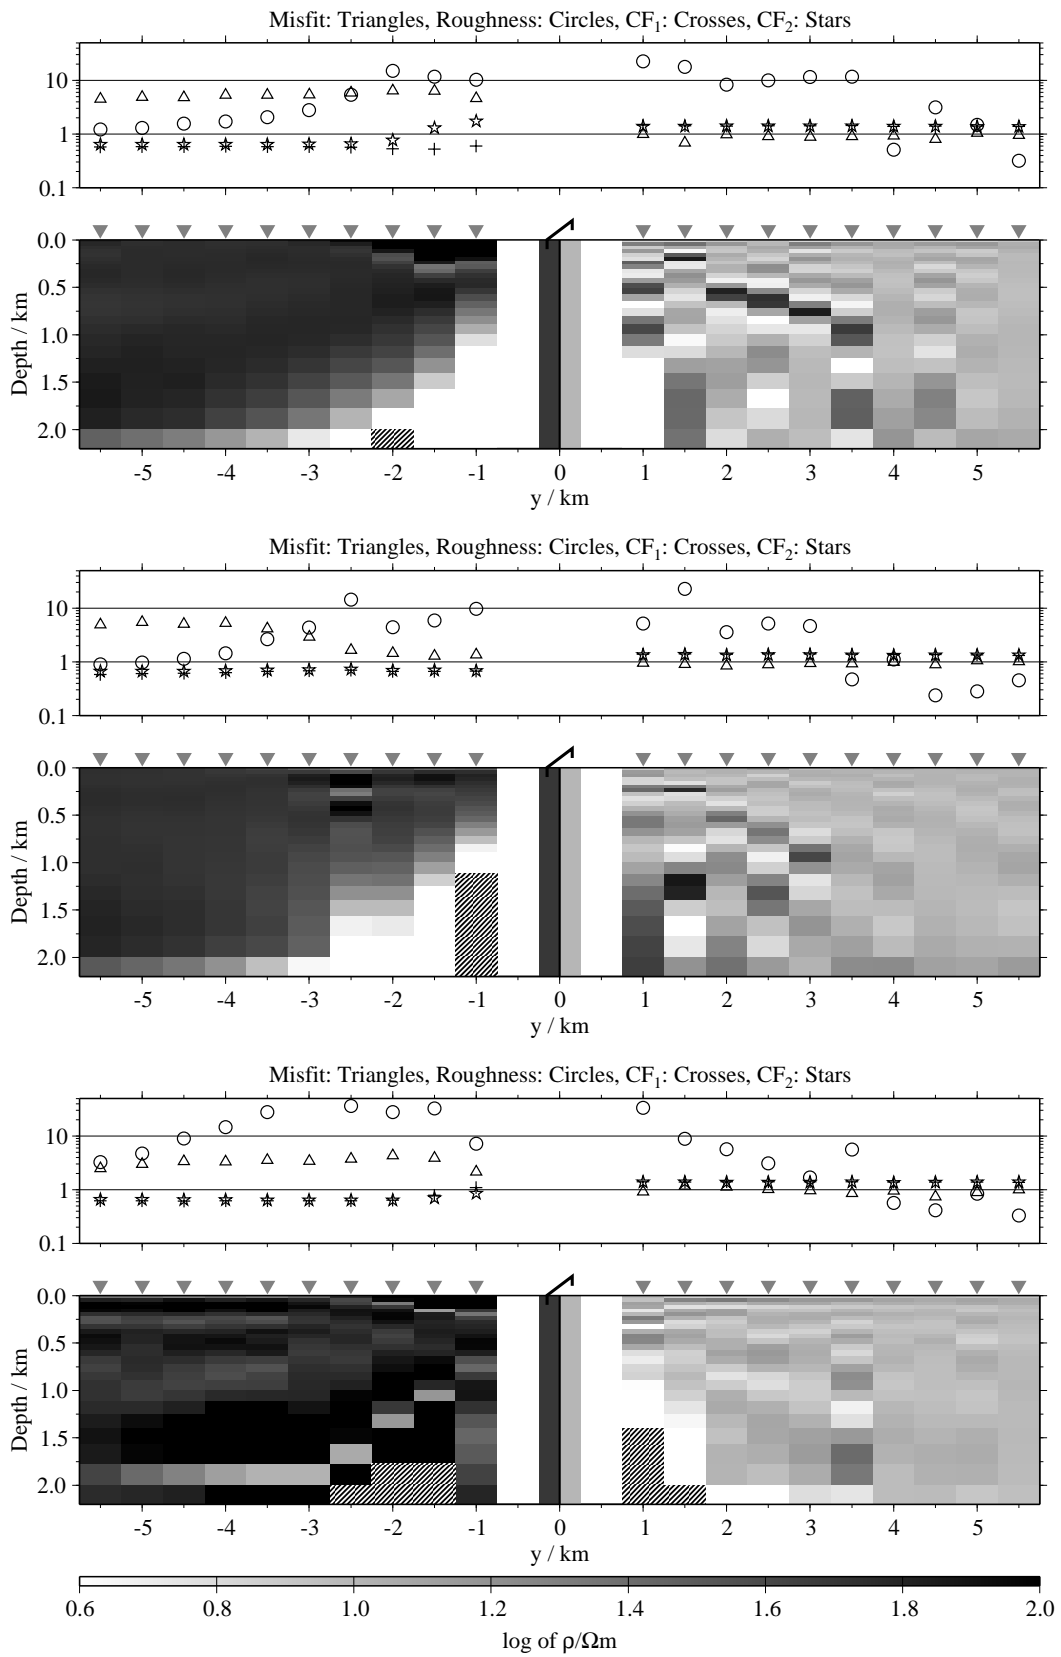 Misfit: Triangles, Roughness: Circles, CF1: Crosses, CF2: Stars
10
1
0.1
0.0
0.5
1.0
1.5
2.0
Depth / km
-5 -4 -3 -2 -1 0 1 2 3 4 5
y / km
Misfit: Triangles, Roughness: Circles, CF1: Crosses, CF2: Stars
10
1
0.1
0.0
0.5
1.0
1.5
2.0
Depth / km
-5 -4 -3 -2 -1 0 1 2 3 4 5
y / km
Misfit: Triangles, Roughness: Circles, CF1: Crosses, CF2: Stars
10
1
0.1
0.0
0.5
1.0
1.5
2.0
Depth / km
-5 -4 -3 -2 -1 0 1 2 3 4 5
y / km
0.6 0.8 1.0 1.2 1.4 1.6 1.8 2.0
log of ρ/Ωm